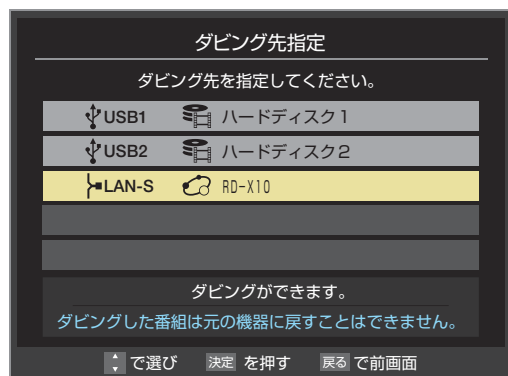 ダビング先指定
ダビング先を指定してください。
USB1 ハードディスク1
USB2 ハードディスク2
LAN-S RD-X10
ダビングができます。
ダビングした番組は元の機器に戻すことはできません。
で選び 決定 を押す 戻る で前画面